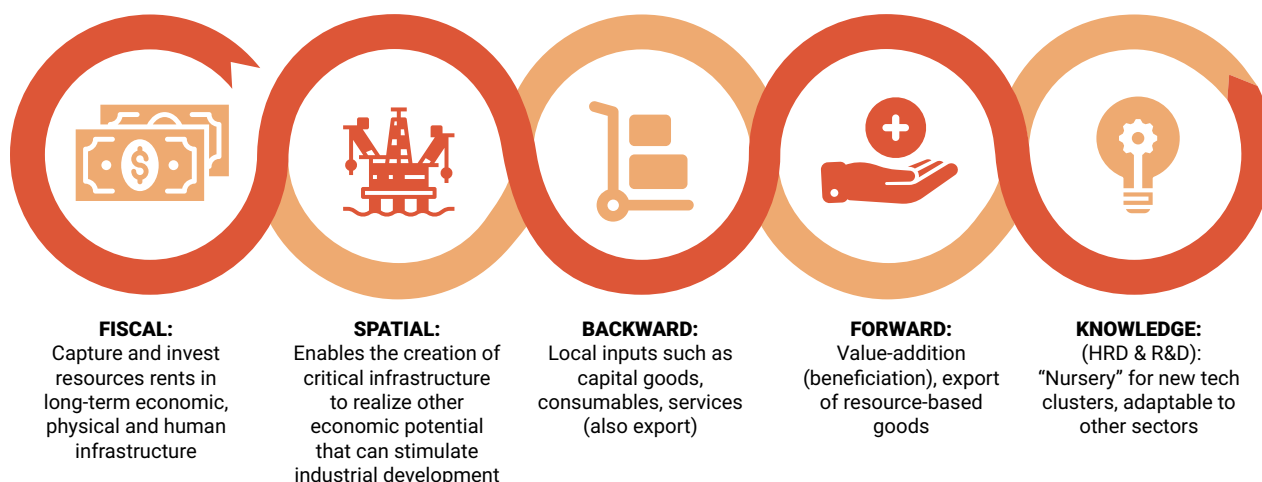 FISCAL:
Capture and invest
resources rents in
long-term economic,
physical and human
infrastructure
SPATIAL:
Enables the creation of
critical infrastructure
to realize other
economic potential
that can stimulate
industrial development
BACKWARD:
Local inputs such as
capital goods,
consumables, services
(also export)
FORWARD:
Value-addition
(beneficiation), export
of resource-based
goods
KNOWLEDGE:
(HRD & R&D):
“Nursery” for new tech
clusters, adaptable to
other sectors